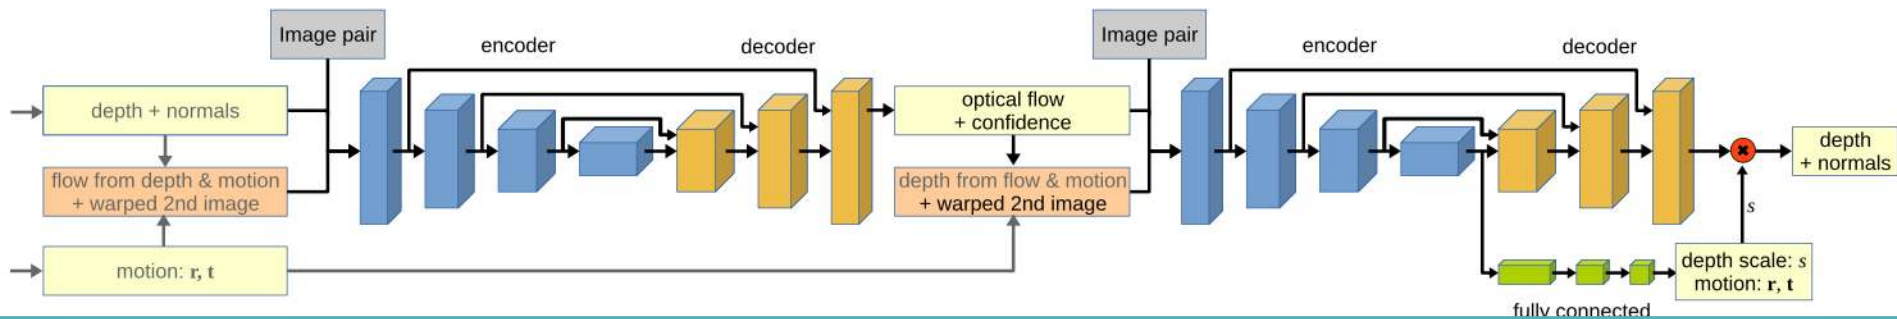 Image pair
encoder
decoder
depth + normals
flow from depth & motion
+ warped 2nd image
motion: r, t
optical flow
+ confidence
depth from flow & motion
+ warped 2nd image
Image pair
encoder
decoder
depth
+ normals
s
depth scale: s
motion: r, t
fully connected